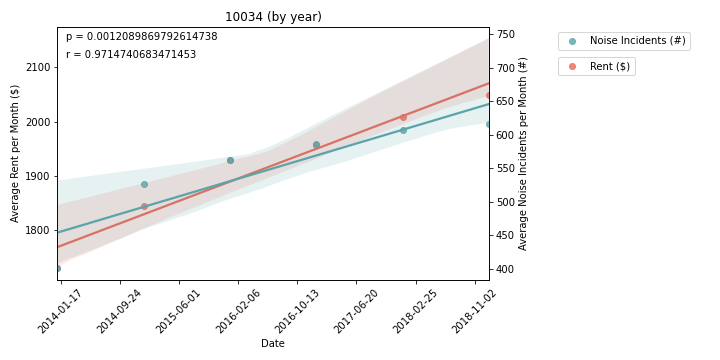 10034 (by year)
p = 0.0012089869792614738
r = 0.9714740683471453
Noise Incidents (#)
Rent ($)
Average Rent per Month ($)
2100
2000
1900
1800
Average Noise Incidents per Month (#)
750
700
650
600
550
500
450
400
2014-01-17
2014-09-24
2015-06-01
2016-02-06
2016-10-13
2017-06-20
2018-02-25
2018-11-02
Date